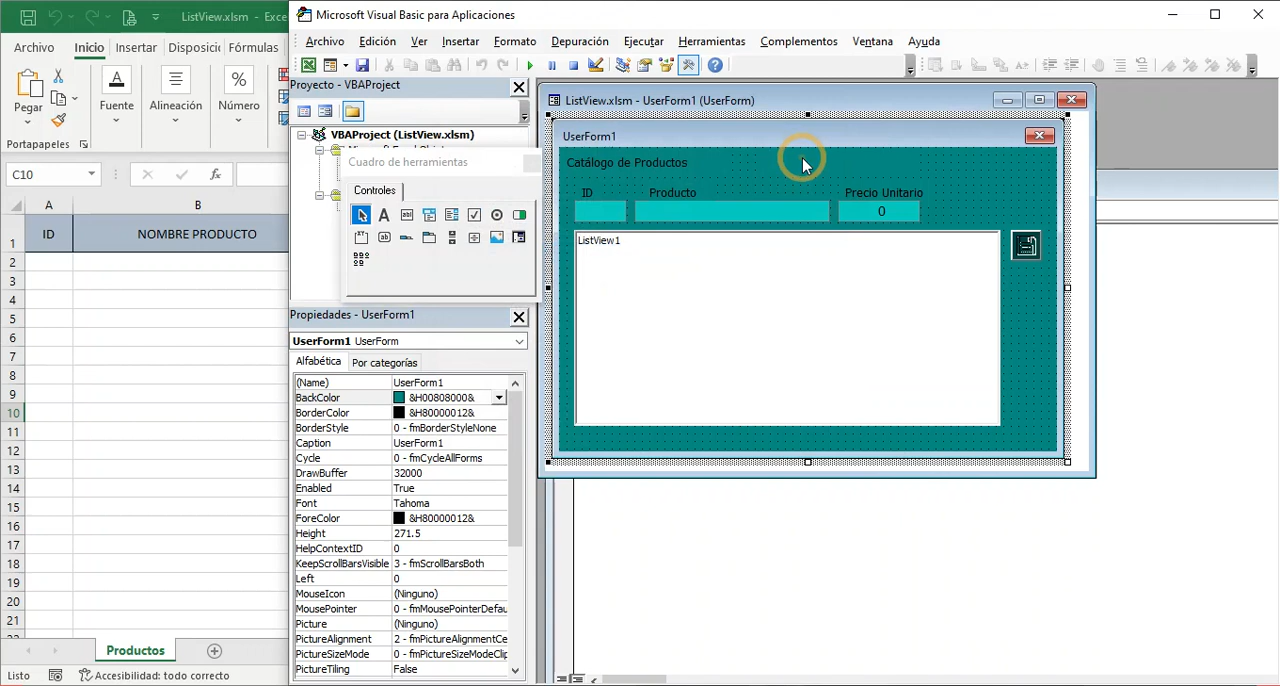 ListView.xlsm - Exce
Microsoft Visual Basic para Aplicaciones
Archivo Inicio Insertar Disposició Fórmulas
Archivo Edición Ver Insertar Formato Depuración Ejecutar Herramientas Complementos Ventana Ayuda
Pegar
Fuente
Alineación
Número
Portapapeles
Proyecto - VBAProject
VBAProject (ListView.xlsm)
Cuadro de herramientas
Controles
ListView.xlsm - UserForm1 (UserForm)
UserForm1
Catálogo de Productos
ID Producto Precio Unitario
0
ListView1
C10
A B
1 ID NOMBRE PRODUCTO
2
3
4
5
6
7
8
9
10
11
12
13
14
15
16
17
18
19
20
21
Propiedades - UserForm1
UserForm1 UserForm
Alfabética Por categorías
(Name) UserForm1
BackColor &H00808000&
BorderColor &H80000012&
BorderStyle 0 - fmBorderStyleNone
Caption UserForm1
Cycle 0 - fmCycleAllForms
DrawBuffer 32000
Enabled True
Font Tahoma
ForeColor &H80000012&
Height 271.5
HelpContextID 0
KeepScrollBarsVisible 3 - fmScrollBarsBoth
Left 0
MouseIcon (Ninguno)
MousePointer 0 - fmMousePointerDefau
Picture (Ninguno)
PictureAlignment 2 - fmPictureAlignmentCe
PictureSizeMode 0 - fmPictureSizeModeClip
PictureTiling False
Productos
Listo
Accesibilidad: todo correcto